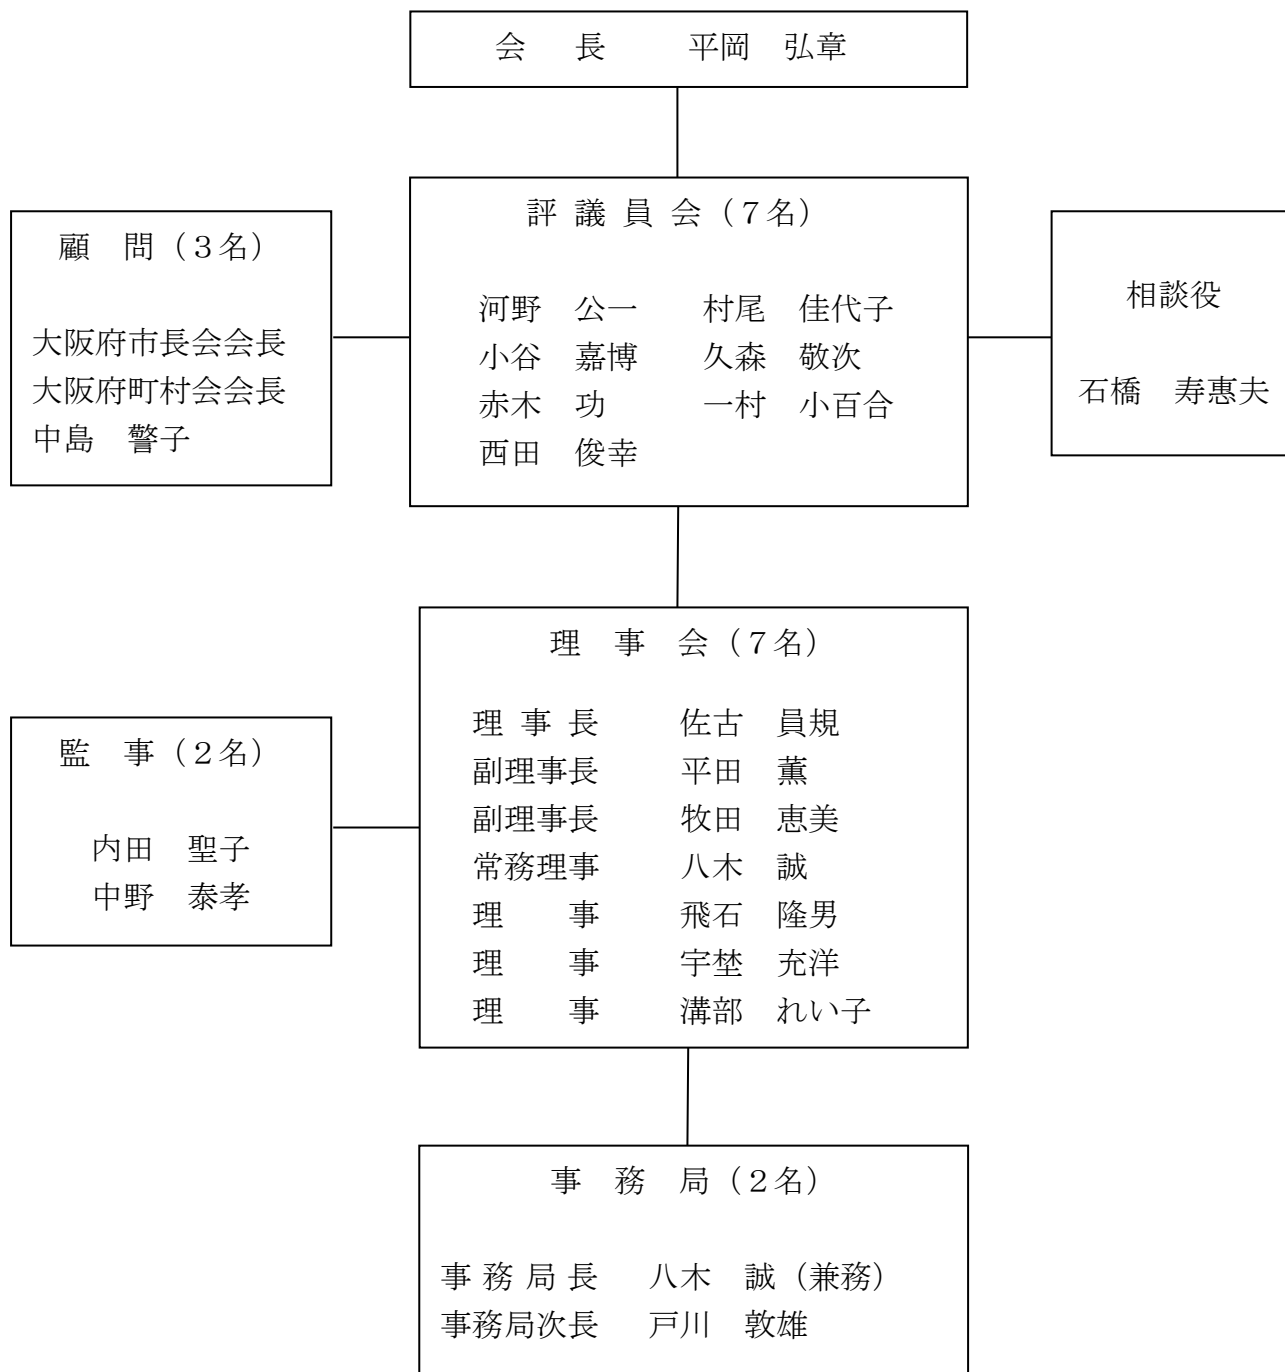 会　長　　平岡　弘章
評 議 員 会（７名）
河野　公一　　村尾　佳代子
小谷　嘉博　　久森　敬次
赤木　功　　　一村　小百合
西田　俊幸
顧　問（３名）
大阪府市長会会長
大阪府町村会会長
中島　警子
相談役
石橋　寿惠夫
理　事　会（７名）
理 事 長　　佐古　員規
副理事長　　平田　薫
副理事長　　牧田　恵美
常務理事　　八木　誠
理　　事　　飛石　隆男
理　　事　　宇埜　充洋
理　　事　　溝部　れい子
監　事（２名）
内田　聖子
中野　泰孝
事　務　局（２名）
事 務 局 長　　八木　誠（兼務）
事務局次長　　戸川　敦雄